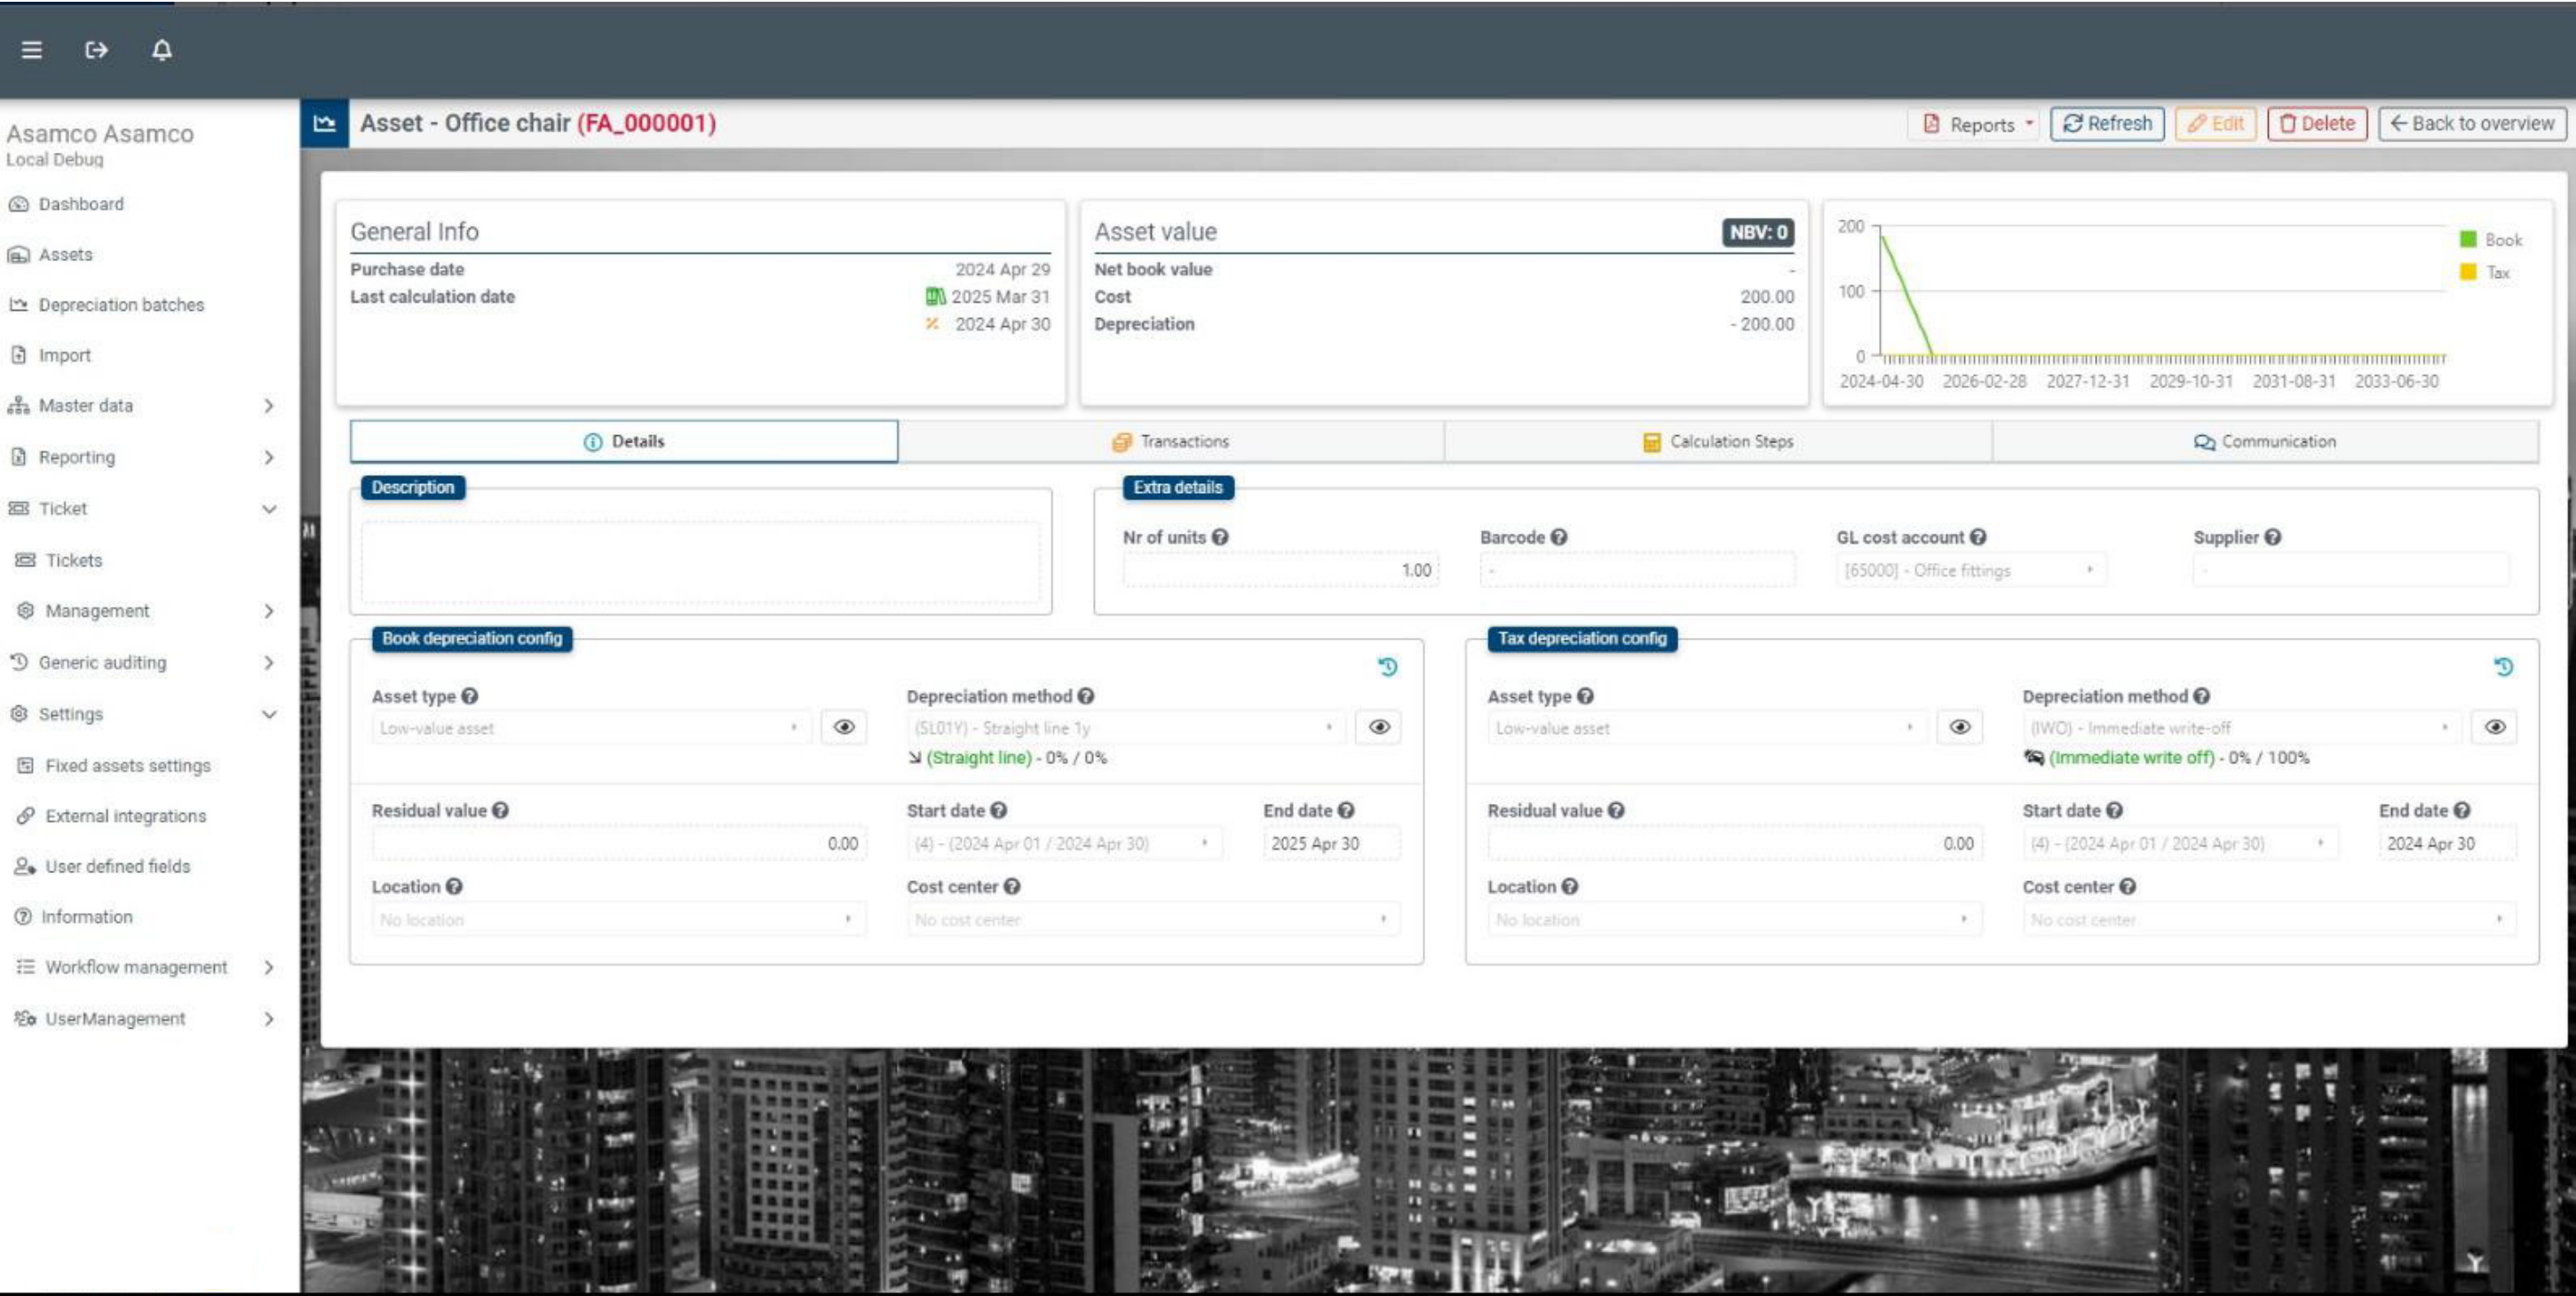 Asamco Asamco
Local Debug
Dashboard
Assets
Depreciation batches
Import
Master data
Reporting
Ticket
Tickets
Management
Generic auditing
Settings
Fixed assets settings
External integrations
User defined fields
Information
Workflow management
UserManagement
Asset - Office chair (FA_000001)
Reports
Refresh
Edit
Delete
Back to overview
General Info
Purchase date 2024 Apr 29
Last calculation date 2025 Mar 31
2024 Apr 30
Asset value NBV: 0
Net book value -
Cost 200.00
Depreciation - 200.00
200
100
0
2024-04-30 2026-02-28 2027-12-31 2029-10-31 2031-08-31 2033-06-30
Book
Tax
Details
Transactions
Calculation Steps
Communication
Description
Extra details
Nr of units Barcode GL cost account Supplier
1.00 - [65000] - Office fittings -
Book depreciation config
Asset type Depreciation method
Low-value asset (SL01Y) - Straight line 1y
(Straight line) - 0% / 0%
Residual value Start date End date
0.00 (4) - (2024 Apr 01 / 2024 Apr 30) 2025 Apr 30
Location Cost center
No location No cost center
Tax depreciation config
Asset type Depreciation method
Low-value asset (IWO) - Immediate write-off
(Immediate write off) - 0% / 100%
Residual value Start date End date
0.00 (4) - (2024 Apr 01 / 2024 Apr 30) 2024 Apr 30
Location Cost center
No location No cost center